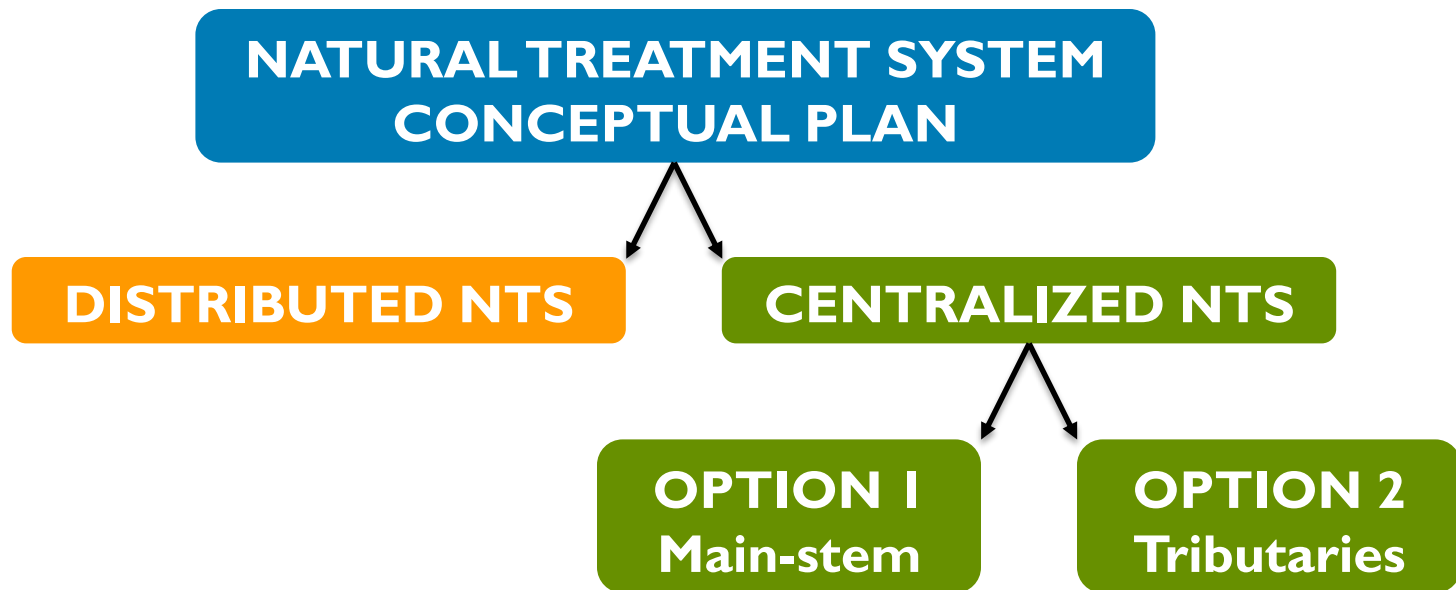 NATURAL TREATMENT SYSTEM
CONCEPTUAL PLAN
DISTRIBUTED NTS
CENTRALIZED NTS
OPTION 1
Main-stem
OPTION 2
Tributaries